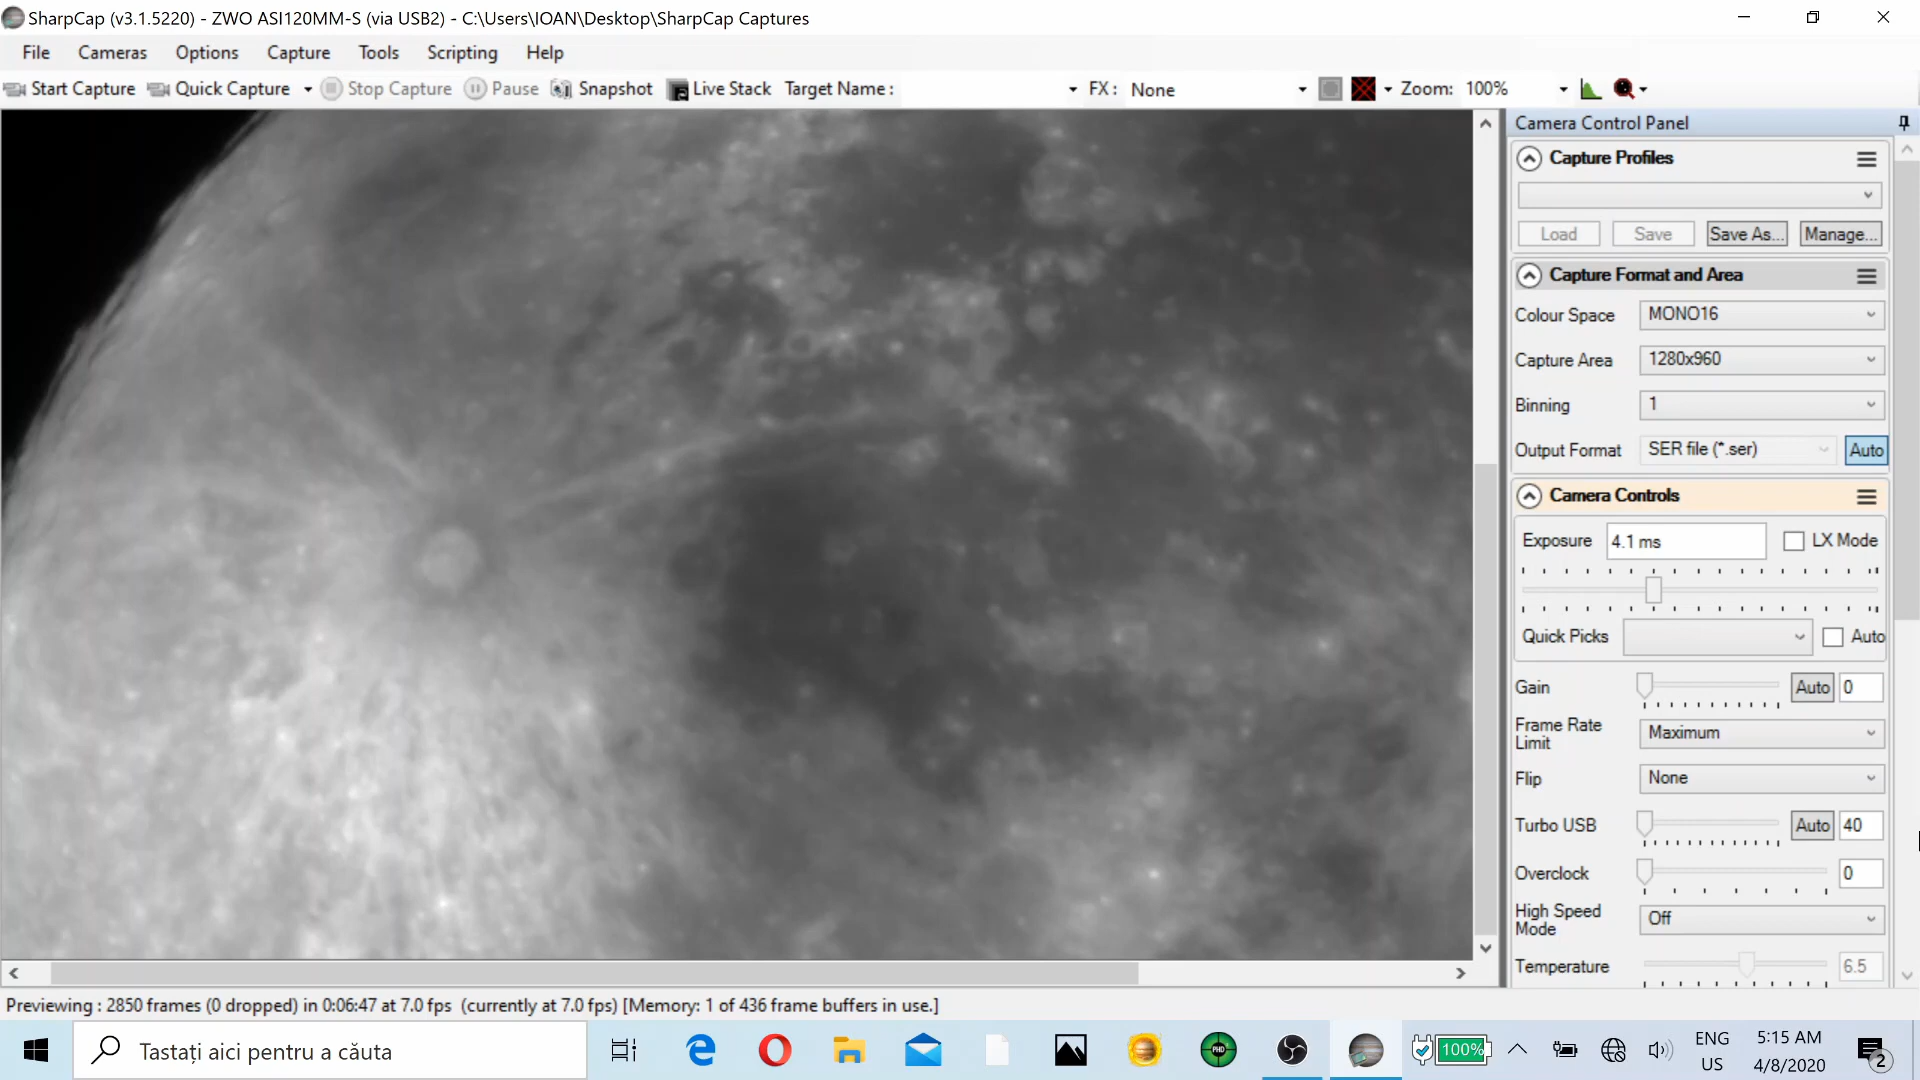 SharpCap (v3.1.5220) - ZWO ASI120MM-S (via USB2) - C:\Users\IOAN\Desktop\SharpCap Captures
File Cameras Options Capture Tools Scripting Help
Start Capture Quick Capture Stop Capture Pause Snapshot Live Stack Target Name : FX : None Zoom: 100%
Camera Control Panel
Capture Profiles
Load Save Save As... Manage...
Capture Format and Area
Colour Space MONO16
Capture Area 1280x960
Binning 1
Output Format SER file (*.ser) Auto
Camera Controls
Exposure 4.1 ms LX Mode
Quick Picks Auto
Gain Auto 0
Frame Rate
Limit Maximum
Flip None
Turbo USB Auto 40
Overclock 0
High Speed
Mode Off
Temperature 6.5
Previewing : 2850 frames (0 dropped) in 0:06:47 at 7.0 fps (currently at 7.0 fps) [Memory: 1 of 436 frame buffers in use.]
Tastați aici pentru a căuta
PHD
100%
ENG
US
5:15 AM
4/8/2020
2